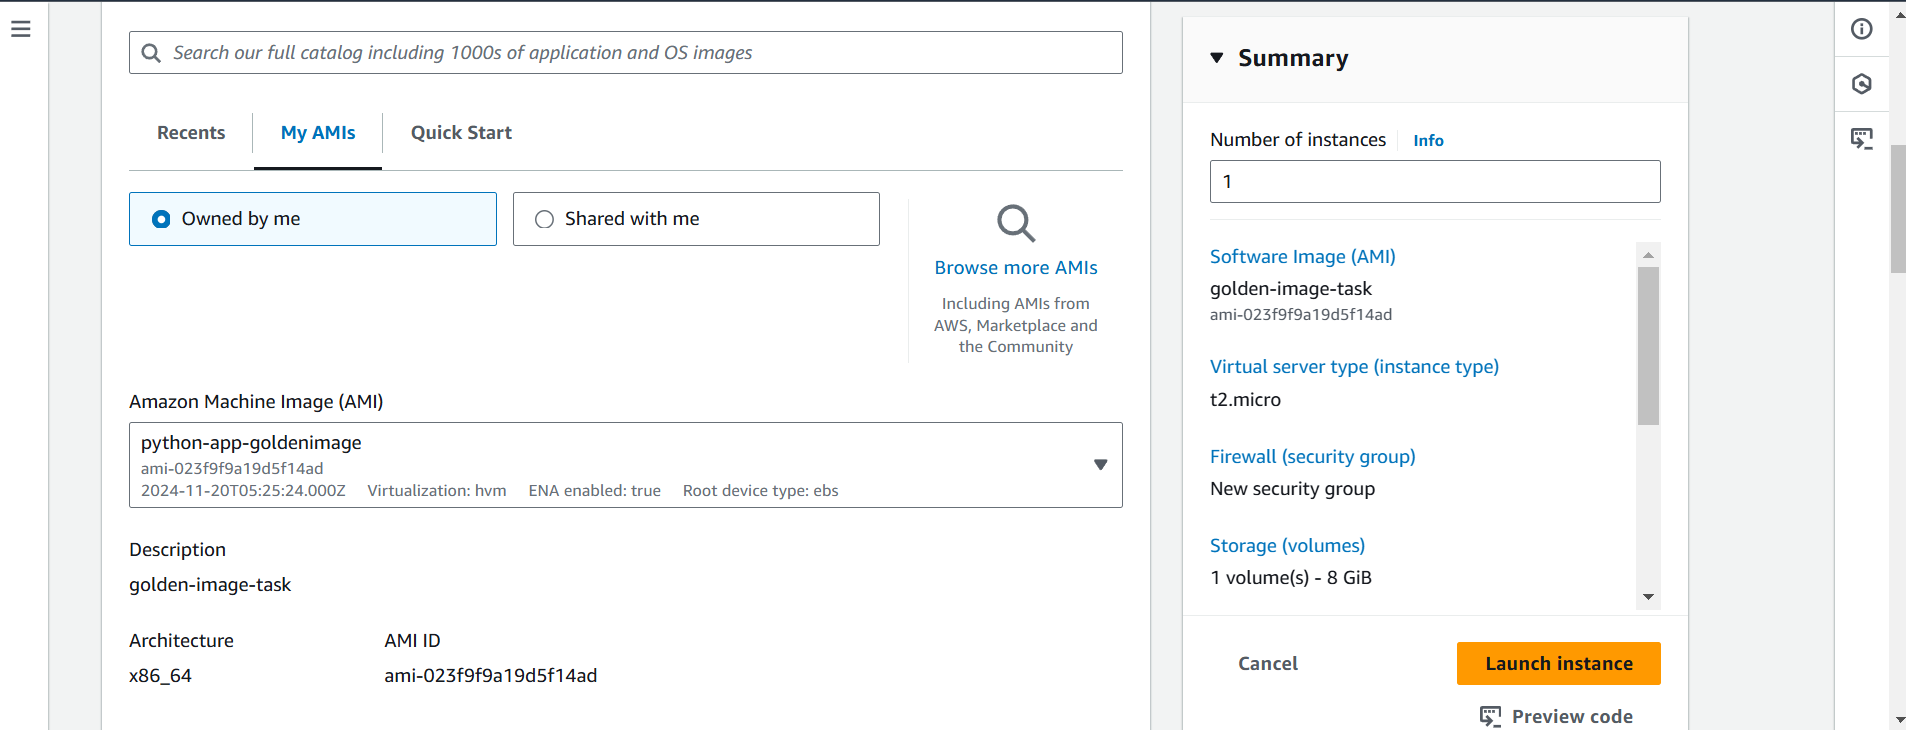 Search our full catalog including 1000s of application and OS images
Recents
My AMIs
Quick Start
Owned by me
Shared with me
Browse more AMIs
Including AMIs from
AWS, Marketplace and
the Community
Amazon Machine Image (AMI)
python-app-goldenimage
ami-023f9f9a19d5f14ad
2024-11-20T05:25:24.000Z Virtualization: hvm ENA enabled: true Root device type: ebs
Description
golden-image-task
Architecture
AMI ID
x86_64
ami-023f9f9a19d5f14ad
Summary
Number of instances
Info
1
Software Image (AMI)
golden-image-task
ami-023f9f9a19d5f14ad
Virtual server type (instance type)
t2.micro
Firewall (security group)
New security group
Storage (volumes)
1 volume(s) - 8 GiB
Cancel
Launch instance
Preview code